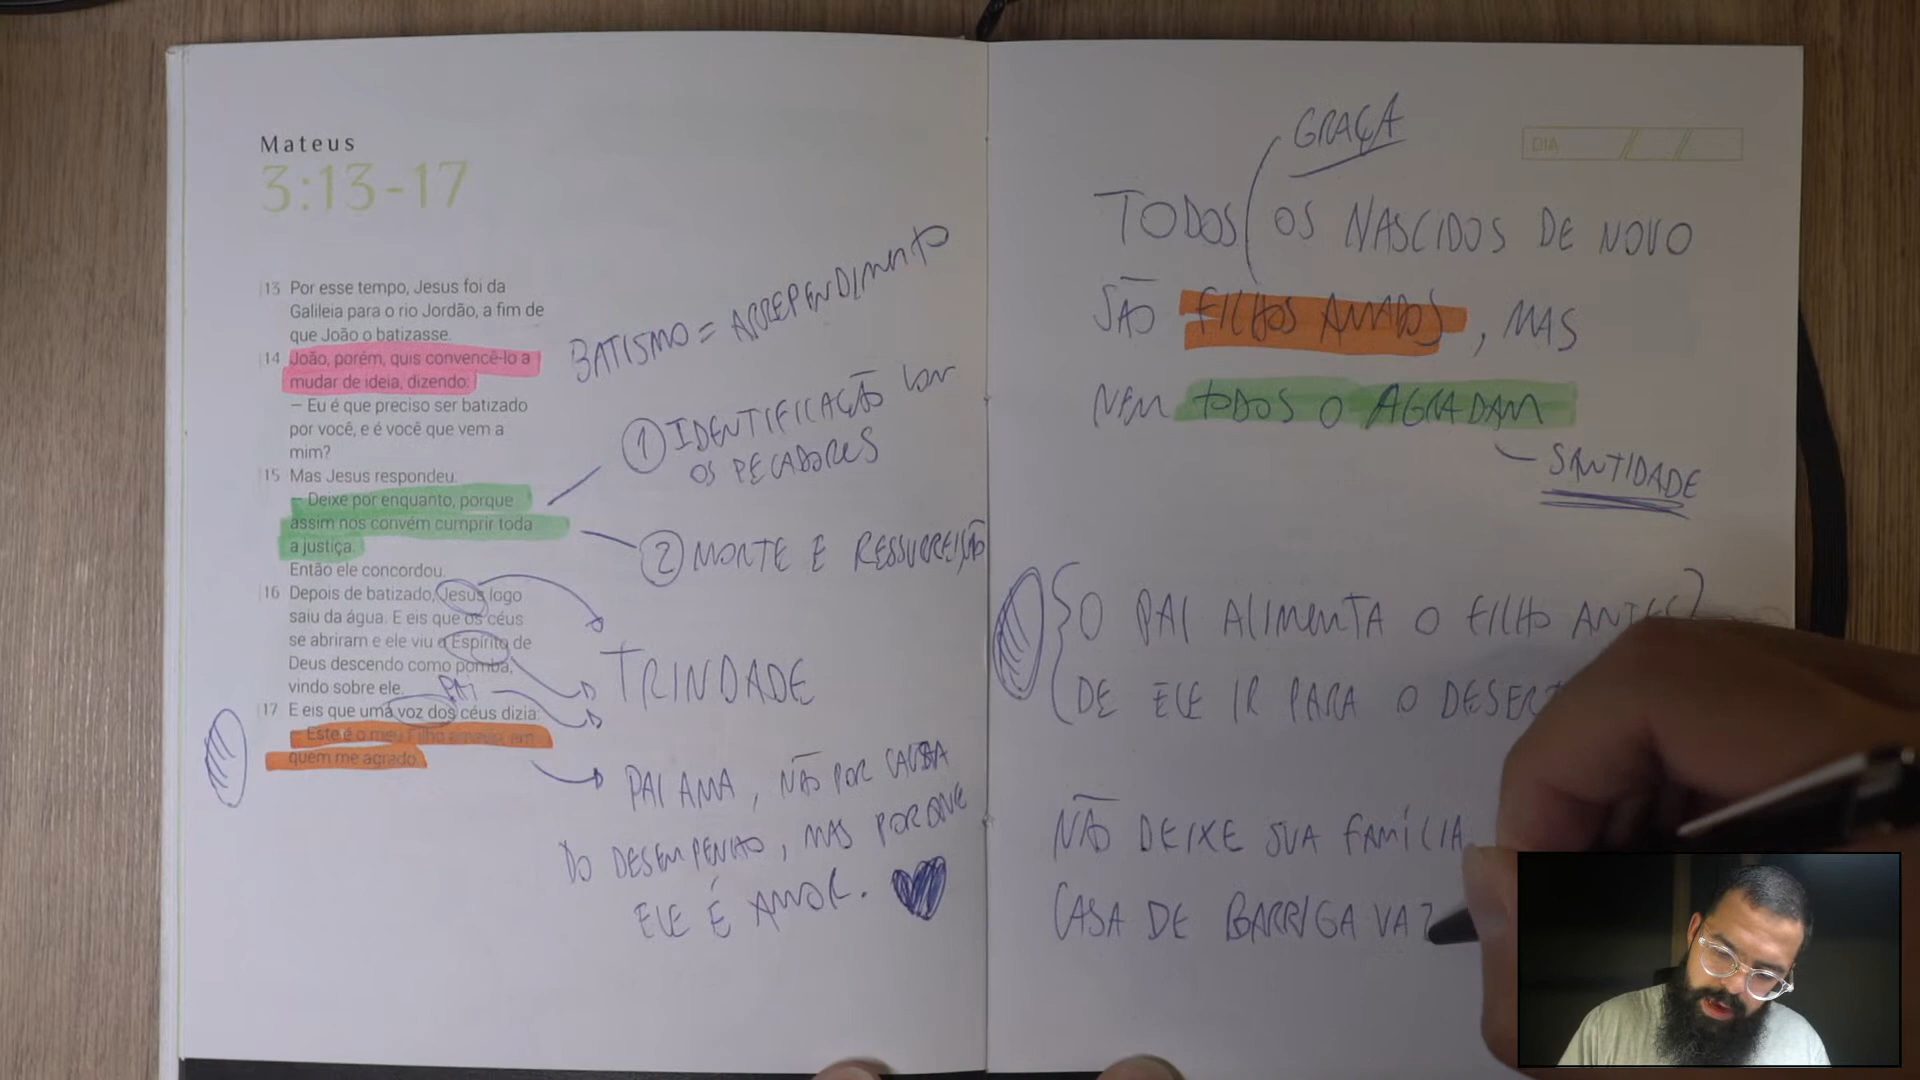 Mateus
3:13-17
13 Por esse tempo, Jesus foi da
Galileia para o rio Jordão, a fim de
que João o batizasse.
14 João, porém, quis convencê-lo a
mudar de ideia, dizendo:
– Eu é que preciso ser batizado
por você, e é você que vem a
mim?
15 Mas Jesus respondeu:
– Deixe por enquanto, porque
assim nos convém cumprir toda
a justiça.
Então ele concordou.
16 Depois de batizado, Jesus logo
saiu da água. E eis que os céus
se abriram e ele viu o Espírito de
Deus descendo como pomba,
vindo sobre ele.
PAI
17 E eis que uma voz dos céus dizia:
– Este é o meu Filho amado, em
quem me agrado.
BATISMO = ARREPENDIMENTO
1 IDENTIFICAÇÃO COM
OS PECADORES
2 MORTE E RESSURREIÇÃO
TRINDADE
PAI AMA, NÃO POR CAUSA
DO DESEMPENHO, MAS PORQUE
ELE É AMOR.
DIA
GRAÇA
TODOS OS NASCIDOS DE NOVO
SÃO FILHOS AMADOS, MAS
NEM TODOS O AGRADAM
SANTIDADE
O PAI ALIMENTA O FILHO ANTES
DE ELE IR PARA O DESERT
NÃO DEIXE SUA FAMÍLIA
CASA DE BARRIGA VAZ